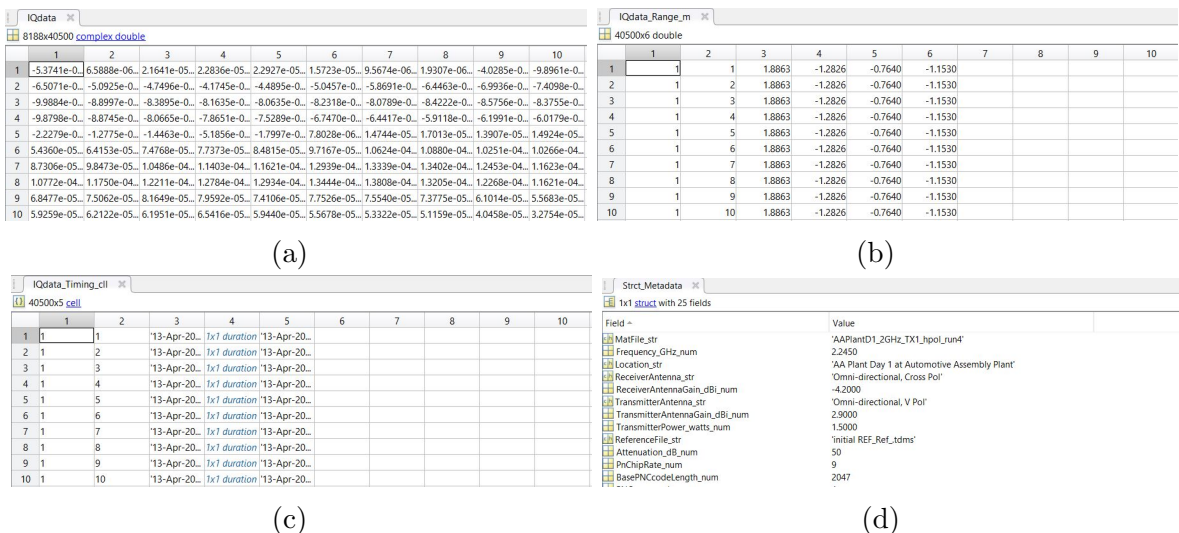 IQdata
8188x40500 complex double
1 2 3 4 5 6 7 8 9 10
1 -5.3741e-0... 6.5888e-06... 2.1641e-05... 2.2836e-05... 2.2927e-05... 1.5723e-05... 9.5674e-06... 1.9307e-06... -4.0285e-0... -9.8961e-0...
2 -6.5071e-0... -5.0925e-0... -4.7496e-0... -4.1745e-0... -4.4895e-0... -5.0457e-0... -5.8691e-0... -6.4463e-0... -6.9936e-0... -7.4098e-0...
3 -9.9884e-0... -8.8997e-0... -8.3895e-0... -8.1635e-0... -8.0635e-0... -8.2318e-0... -8.0789e-0... -8.4222e-0... -8.5756e-0... -8.3755e-0...
4 -9.8798e-0... -8.8745e-0... -8.0665e-0... -7.8651e-0... -7.5289e-0... -6.7470e-0... -6.4417e-0... -5.9118e-0... -6.1991e-0... -6.0179e-0...
5 -2.2279e-0... -1.2775e-0... -1.4463e-0... -5.1856e-0... -1.7997e-0... 7.8028e-06... 1.4744e-05... 1.7013e-05... 1.3907e-05... 1.4924e-05...
6 5.4360e-05... 6.4153e-05... 7.4768e-05... 7.7373e-05... 8.4815e-05... 9.7167e-05... 1.0624e-04... 1.0880e-04... 1.0251e-04... 1.0266e-04...
7 8.7306e-05... 9.8473e-05... 1.0486e-04... 1.1403e-04... 1.1621e-04... 1.2939e-04... 1.3339e-04... 1.3402e-04... 1.2453e-04... 1.1623e-04...
8 1.0772e-04... 1.1750e-04... 1.2211e-04... 1.2784e-04... 1.2934e-04... 1.3444e-04... 1.3808e-04... 1.3205e-04... 1.2268e-04... 1.1621e-04...
9 6.8477e-05... 7.5062e-05... 8.1649e-05... 7.9592e-05... 7.4106e-05... 7.7526e-05... 7.5540e-05... 7.3775e-05... 6.1014e-05... 5.5683e-05...
10 5.9259e-05... 6.2122e-05... 6.1951e-05... 6.5416e-05... 5.9440e-05... 5.5678e-05... 5.3322e-05... 5.1159e-05... 4.0458e-05... 3.2754e-05...
(a)
IQdata_Range_m
40500x6 double
1 2 3 4 5 6 7 8 9 10
1 1 1 1.8863 -1.2826 -0.7640 -1.1530
2 1 2 1.8863 -1.2826 -0.7640 -1.1530
3 1 3 1.8863 -1.2826 -0.7640 -1.1530
4 1 4 1.8863 -1.2826 -0.7640 -1.1530
5 1 5 1.8863 -1.2826 -0.7640 -1.1530
6 1 6 1.8863 -1.2826 -0.7640 -1.1530
7 1 7 1.8863 -1.2826 -0.7640 -1.1530
8 1 8 1.8863 -1.2826 -0.7640 -1.1530
9 1 9 1.8863 -1.2826 -0.7640 -1.1530
10 1 10 1.8863 -1.2826 -0.7640 -1.1530
(b)
IQdata_Timing_cll
40500x5 cell
1 2 3 4 5 6 7 8 9 10
1 1 1 '13-Apr-20... 1x1 duration '13-Apr-20...
2 1 2 '13-Apr-20... 1x1 duration '13-Apr-20...
3 1 3 '13-Apr-20... 1x1 duration '13-Apr-20...
4 1 4 '13-Apr-20... 1x1 duration '13-Apr-20...
5 1 5 '13-Apr-20... 1x1 duration '13-Apr-20...
6 1 6 '13-Apr-20... 1x1 duration '13-Apr-20...
7 1 7 '13-Apr-20... 1x1 duration '13-Apr-20...
8 1 8 '13-Apr-20... 1x1 duration '13-Apr-20...
9 1 9 '13-Apr-20... 1x1 duration '13-Apr-20...
10 1 10 '13-Apr-20... 1x1 duration '13-Apr-20...
(c)
Strct_Metadata
1x1 struct with 25 fields
Field Value
MatFile_str 'AAPlantD1_2GHz_TX1_hpol_run4'
Frequency_GHz_num 2.2450
Location_str 'AA Plant Day 1 at Automotive Assembly Plant'
ReceiverAntenna_str 'Omni-directional, Cross Pol'
ReceiverAntennaGain_dBi_num -4.2000
TransmitterAntenna_str 'Omni-directional, V Pol'
TransmitterAntennaGain_dBi_num 2.9000
TransmitterPower_watts_num 1.5000
ReferenceFile_str 'initial REF_Ref_.tdms'
Attenuation_dB_num 50
PnChipRate_num 9
BasePNCcodeLength_num 2047
(d)